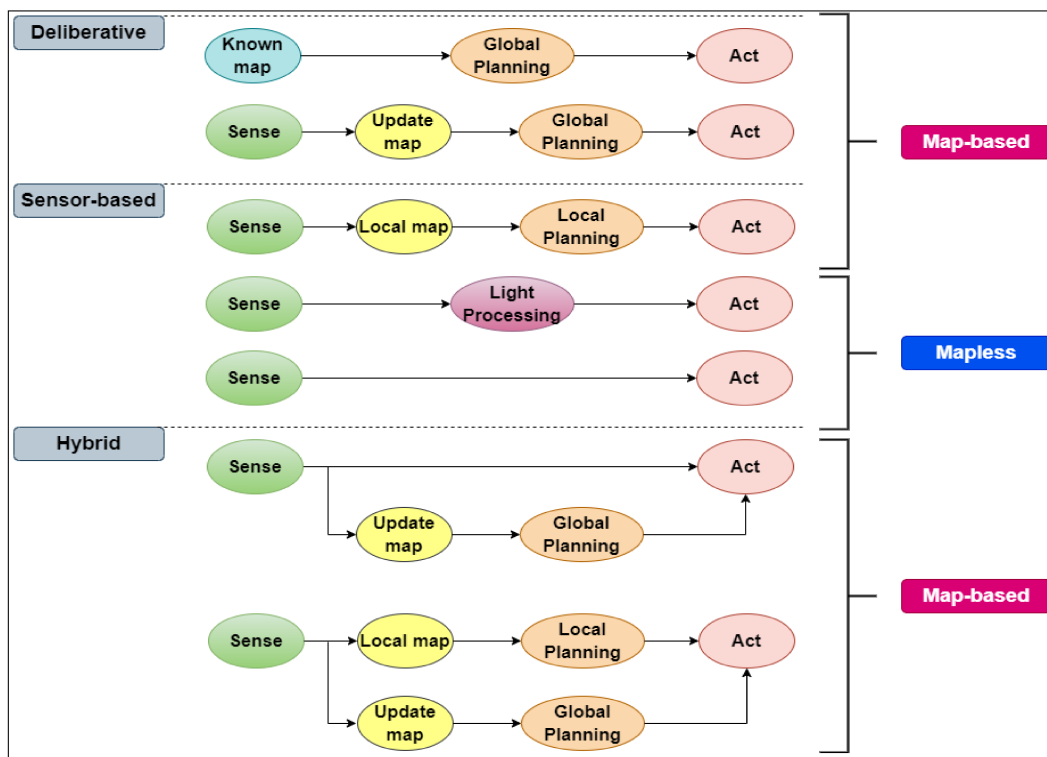 Deliberative
Known
map
Global
Planning
Act
Sense
Update
map
Global
Planning
Act
Map-based
Sensor-based
Sense
Local map
Local
Planning
Act
Sense
Light
Processing
Act
Mapless
Sense
Act
Hybrid
Sense
Act
Update
map
Global
Planning
Map-based
Sense
Local map
Local
Planning
Act
Update
map
Global
Planning